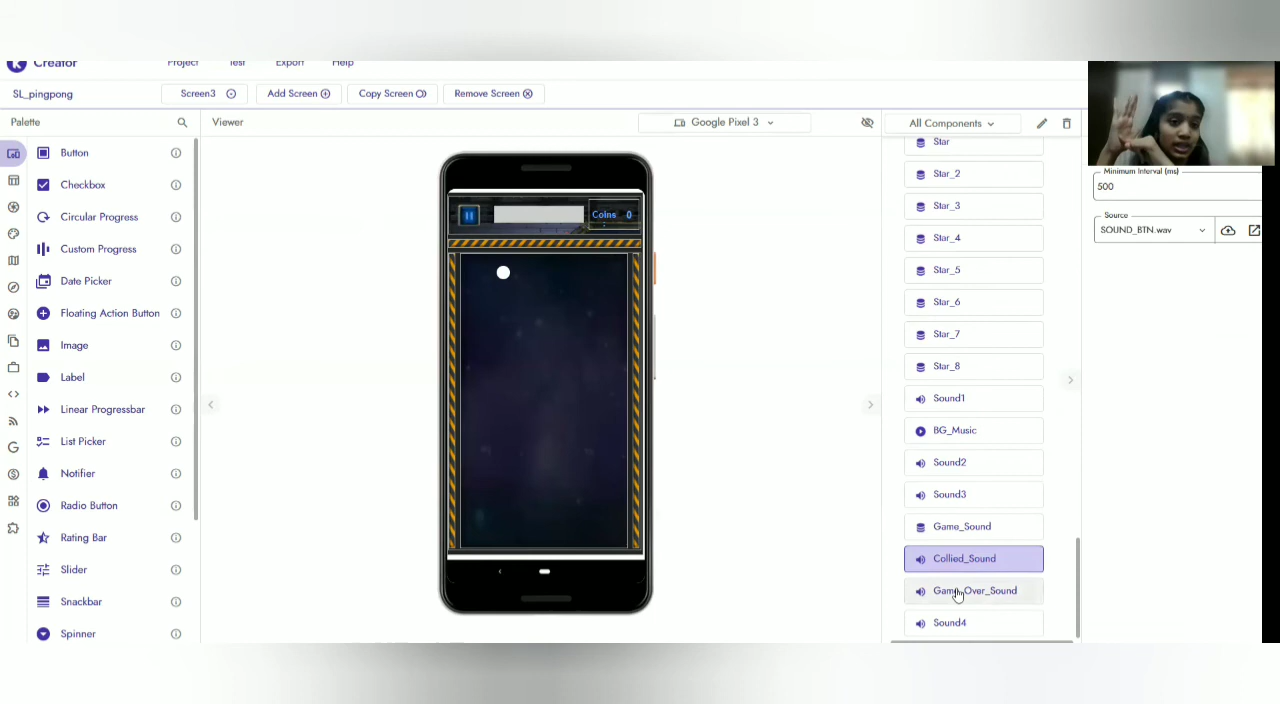 Creator
Project
Test
Export
Help
SL_pingpong
Screen3
Add Screen
Copy Screen
Remove Screen
Palette
Viewer
Google Pixel 3
All Components
Button
Checkbox
Circular Progress
Custom Progress
Date Picker
Floating Action Button
Image
Label
Linear Progressbar
List Picker
Notifier
Radio Button
Rating Bar
Slider
Snackbar
Spinner
Coins 0
Star
Star_2
Star_3
Star_4
Star_5
Star_6
Star_7
Star_8
Sound1
BG_Music
Sound2
Sound3
Game_Sound
Collied_Sound
Game_Over_Sound
Sound4
Minimum Interval (ms)
500
Source
SOUND_BTN.wav